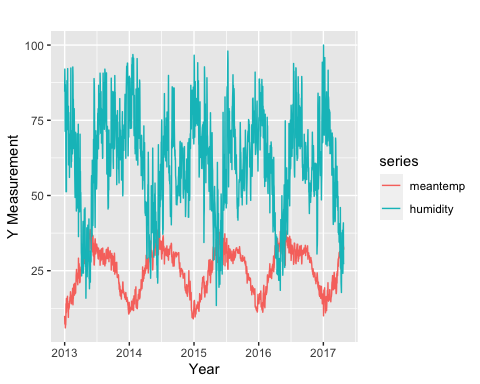 100
75
50
25
Y Measurement
2013 2014 2015 2016 2017
Year
series
meantemp
humidity